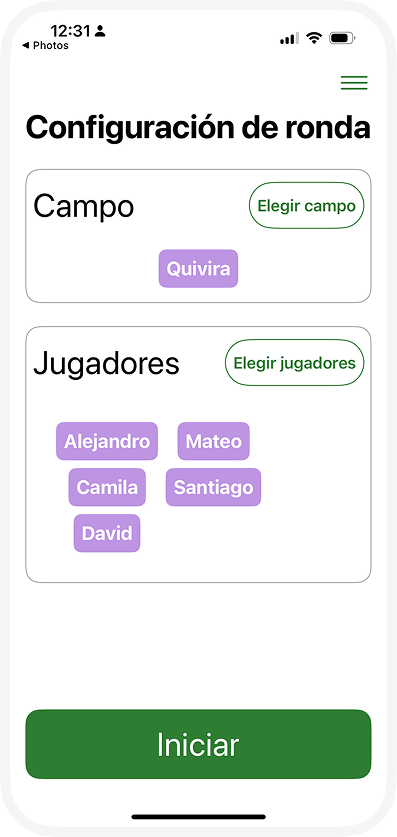 12:31
◀ Photos
Configuración de ronda
Campo
Elegir campo
Quivira
Jugadores
Elegir jugadores
Alejandro Mateo
Camila Santiago
David
Iniciar